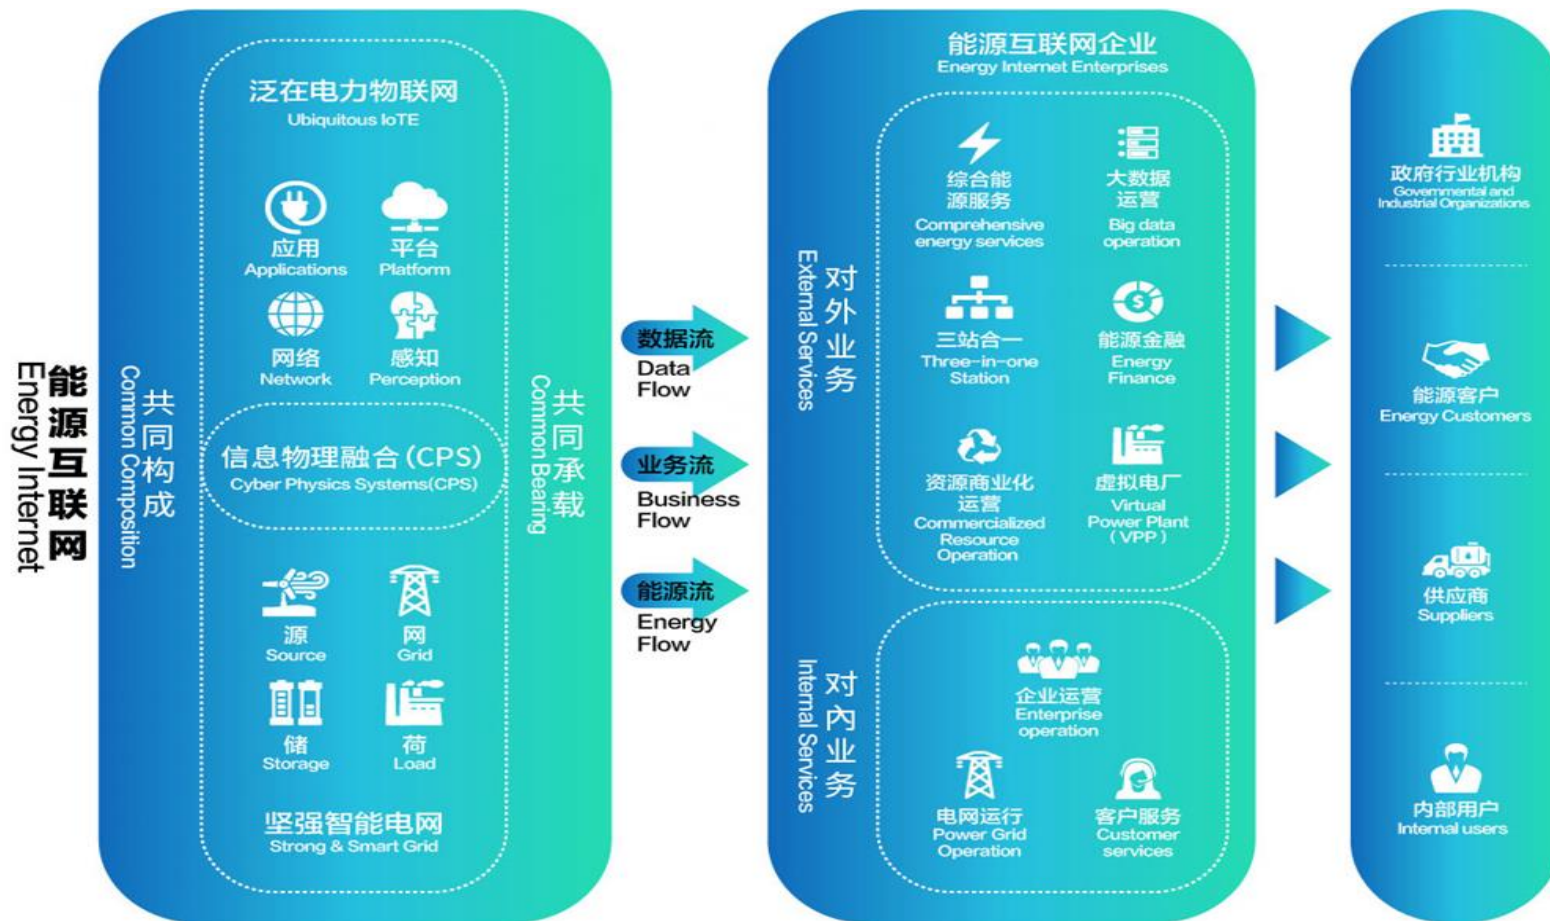 能源互联网
Energy Internet
共同构成
Common Composition
泛在电力物联网
Ubiquitous IoTE
应用
Applications
平台
Platform
网络
Network
感知
Perception
信息物理融合(CPS)
Cyber Physics Systems(CPS)
源
Source
网
Grid
储
Storage
荷
Load
坚强智能电网
Strong & Smart Grid
共同承载
Common Bearing
数据流
Data
Flow
业务流
Business
Flow
能源流
Energy
Flow
能源互联网企业
Energy Internet Enterprises
对外业务
External Services
综合能
源服务
Comprehensive
energy services
大数据
运营
Big data
operation
三站合一
Three-in-one
Station
能源金融
Energy
Finance
资源商业化
运营
Commercialized
Resource
Operation
虚拟电厂
Virtual
Power Plant
(VPP)
对內业务
Internal Services
企业运营
Enterprise
operation
电网运行
Power Grid
Operation
客户服务
Customer
services
政府行业机构
Governmental and
Industrial Organizations
能源客户
Energy Customers
供应商
Suppliers
内部用户
Internal users